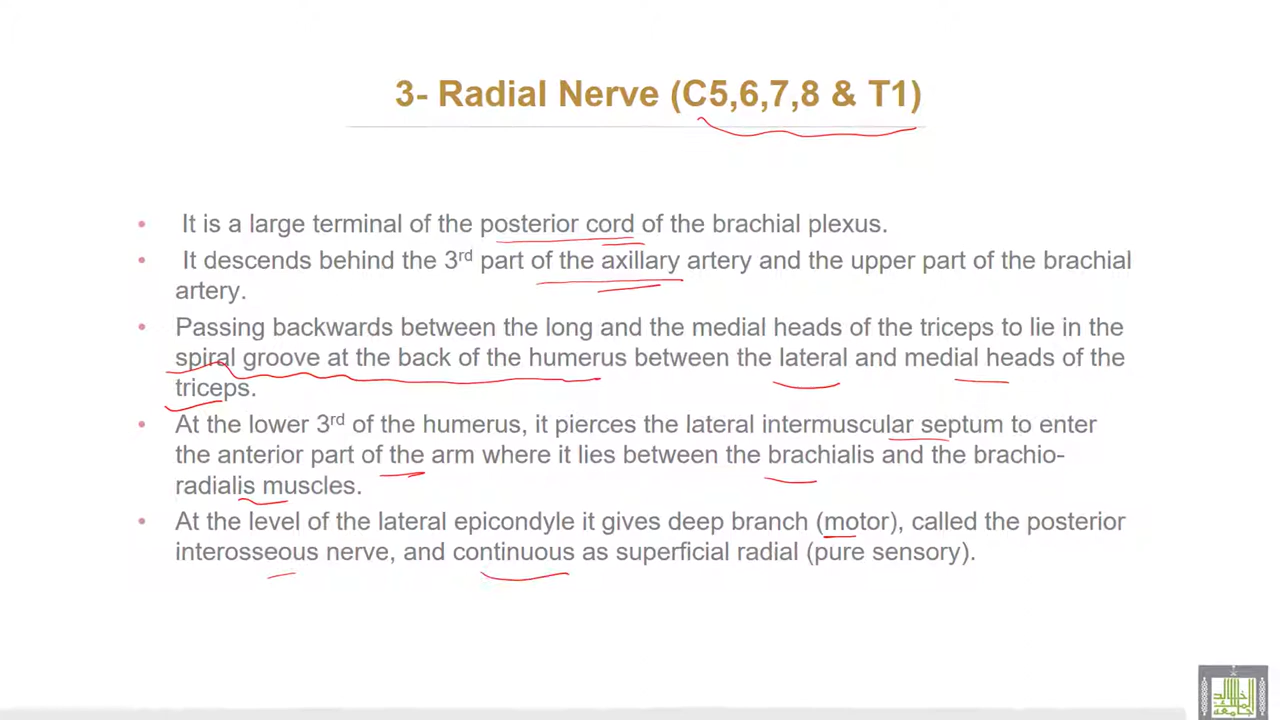 3- Radial Nerve (C5,6,7,8 & T1)
• It is a large terminal of the posterior cord of the brachial plexus.
• It descends behind the 3rd part of the axillary artery and the upper part of the brachial
artery.
• Passing backwards between the long and the medial heads of the triceps to lie in the
spiral groove at the back of the humerus between the lateral and medial heads of the
triceps.
• At the lower 3rd of the humerus, it pierces the lateral intermuscular septum to enter
the anterior part of the arm where it lies between the brachialis and the brachio-
radialis muscles.
• At the level of the lateral epicondyle it gives deep branch (motor), called the posterior
interosseous nerve, and continuous as superficial radial (pure sensory).